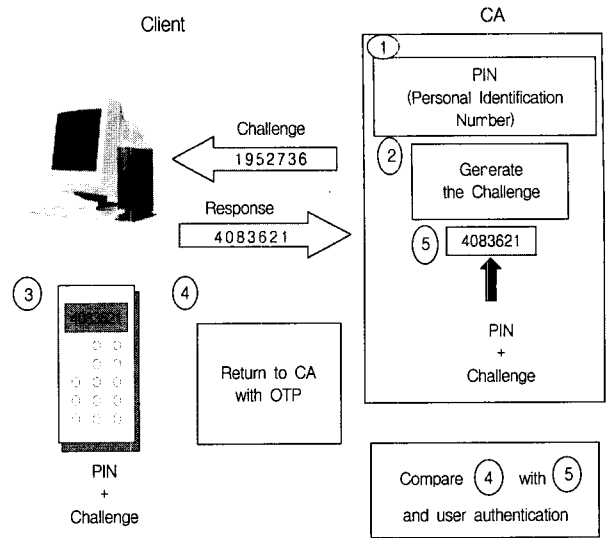 Client
CA
1
PIN
(Personal Identification
Number)
Challenge
1952736
2
Generate
the Challenge
Response
4083621
5
4083621
3
4083621
4
Return to CA
with OTP
PIN
+
Challenge
PIN
+
Challenge
Compare 4 with 5
and user authentication